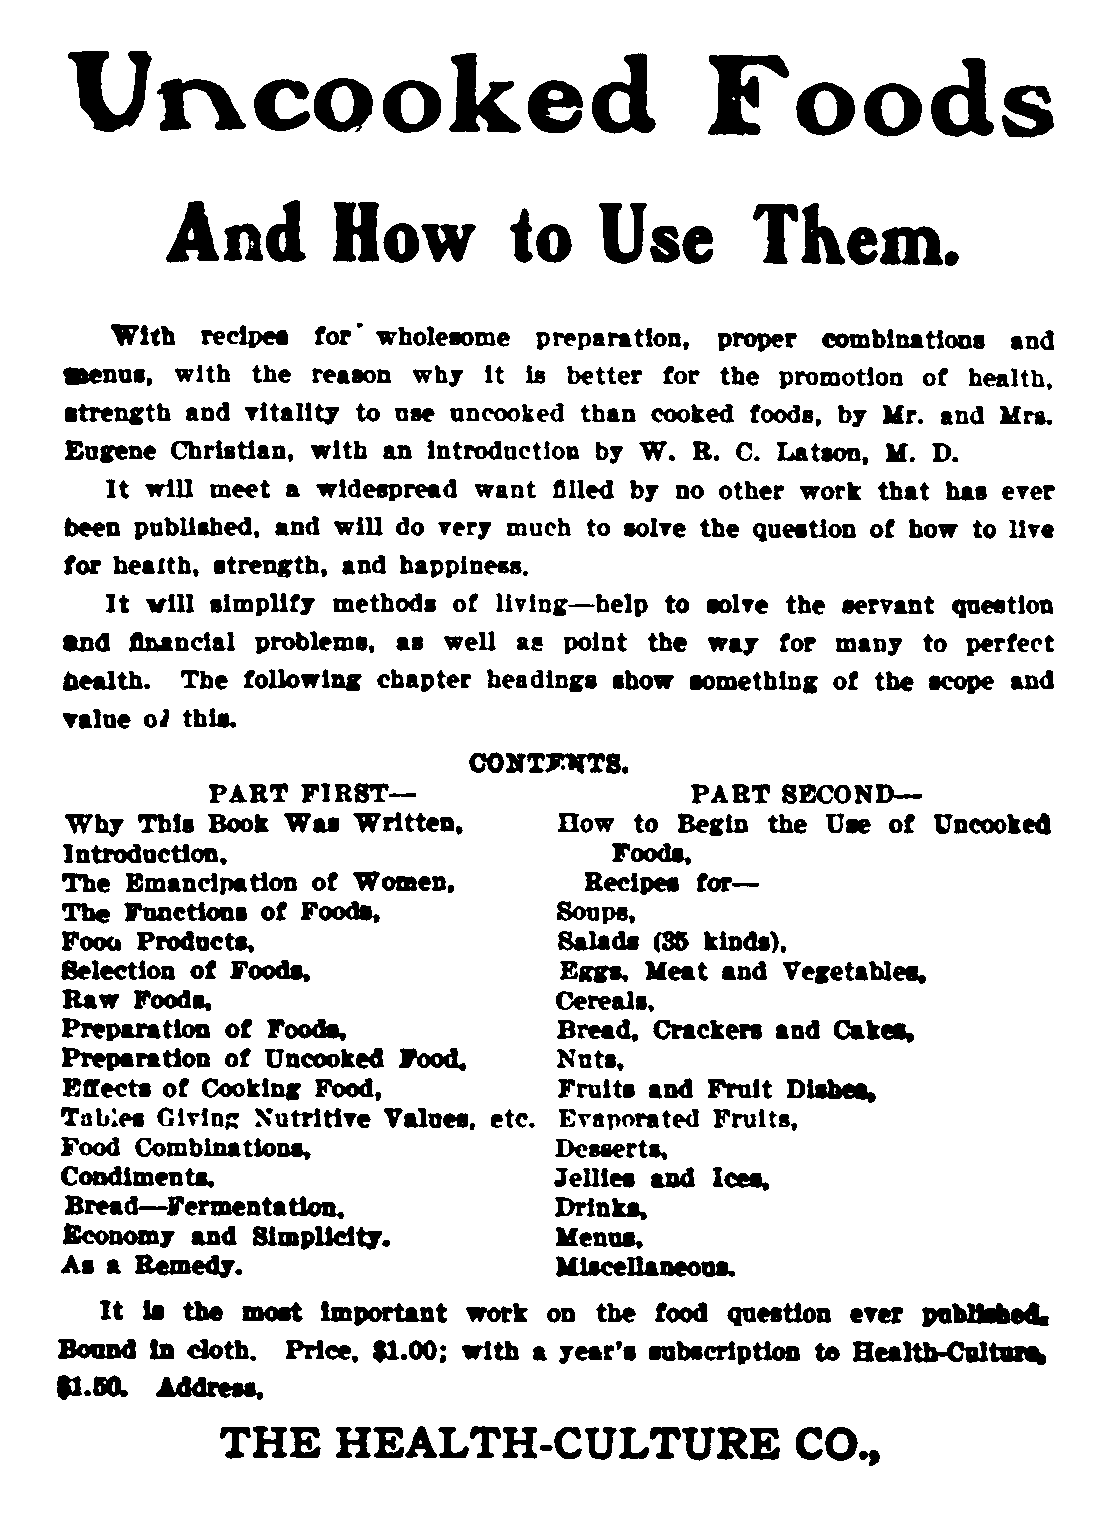 Uncooked Foods
And How to Use Them.
With recipes for wholesome preparation, proper combinations and
menus, with the reason why it is better for the promotion of health,
strength and vitality to use uncooked than cooked foods, by Mr. and Mrs.
Eugene Christian, with an introduction by W. R. C. Latson, M. D.
It will meet a widespread want filled by no other work that has ever
been published, and will do very much to solve the question of how to live
for health, strength, and happiness.
It will simplify methods of living—help to solve the servant question
and financial problems, as well as point the way for many to perfect
health. The following chapter headings show something of the scope and
value of this.
CONTENTS.
PART FIRST—
Why This Book Was Written,
Introduction,
The Emancipation of Women,
The Functions of Foods,
Food Products,
Selection of Foods,
Raw Foods,
Preparation of Foods,
Preparation of Uncooked Food,
Effects of Cooking Food,
Tables Giving Nutritive Values, etc.
Food Combinations,
Condiments,
Bread—Fermentation,
Economy and Simplicity.
As a Remedy.
PART SECOND—
How to Begin the Use of Uncooked
Foods,
Recipes for—
Soups,
Salads (35 kinds),
Eggs, Meat and Vegetables,
Cereals,
Bread, Crackers and Cakes,
Nuts,
Fruits and Fruit Dishes,
Evaporated Fruits,
Desserts,
Jellies and Ices,
Drinks,
Menus,
Miscellaneous.
It is the most important work on the food question ever published.
Bound in cloth. Price, $1.00; with a year's subscription to Health-Culture,
$1.50. Address,
THE HEALTH-CULTURE CO.,